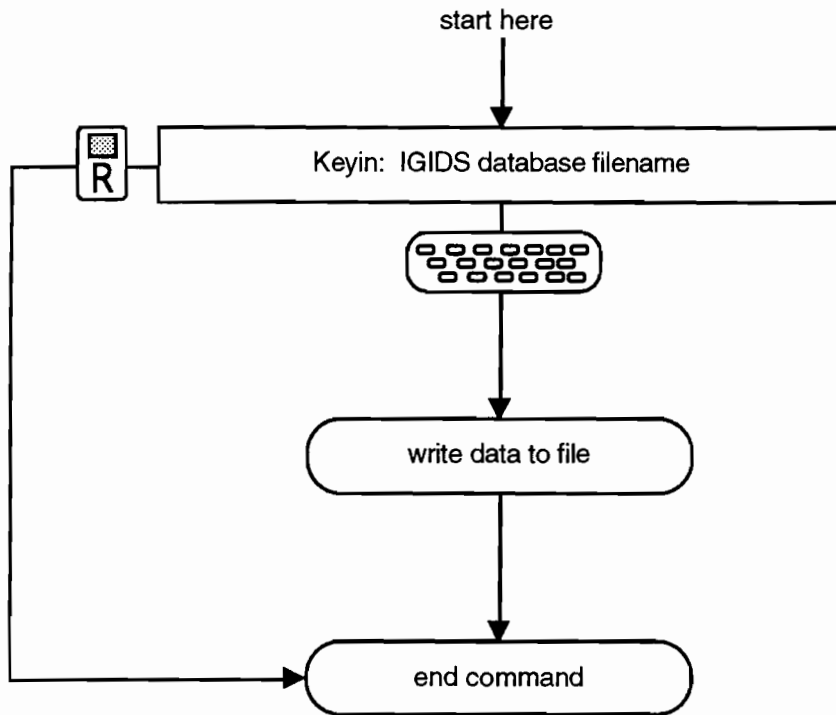 start here
R
Keyin: IGIDS database filename
write data to file
end command